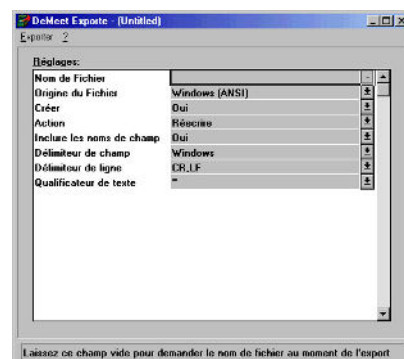 DeMeet Exporte - (Untitled)
Exporter ?
Réglages:
Nom de Fichier
Origine du Fichier Windows (ANSI)
Créer Oui
Action Réécrire
Inclure les noms de champ Oui
Délimiteur de champ Windows
Délimiteur de ligne CR_LF
Qualificateur de texte "
Laissez ce champ vide pour demander le nom de fichier au moment de l'export